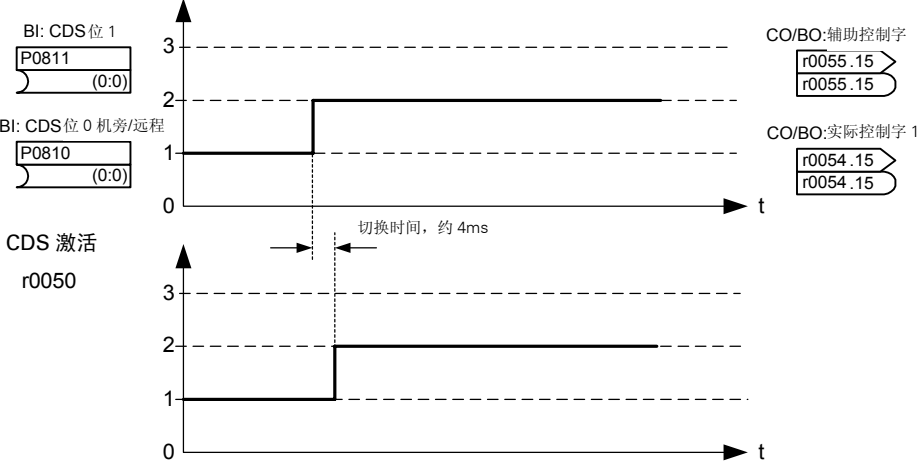 BI: CDS位 1
P0811
(0:0)
BI: CDS位 0 机旁/远程
P0810
(0:0)
3
2
1
0
t
CO/BO:辅助控制字
r0055.15
r0055.15
CO/BO:实际控制字 1
r0054.15
r0054.15
切换时间，约 4ms
CDS 激活
r0050
3
2
1
0
t